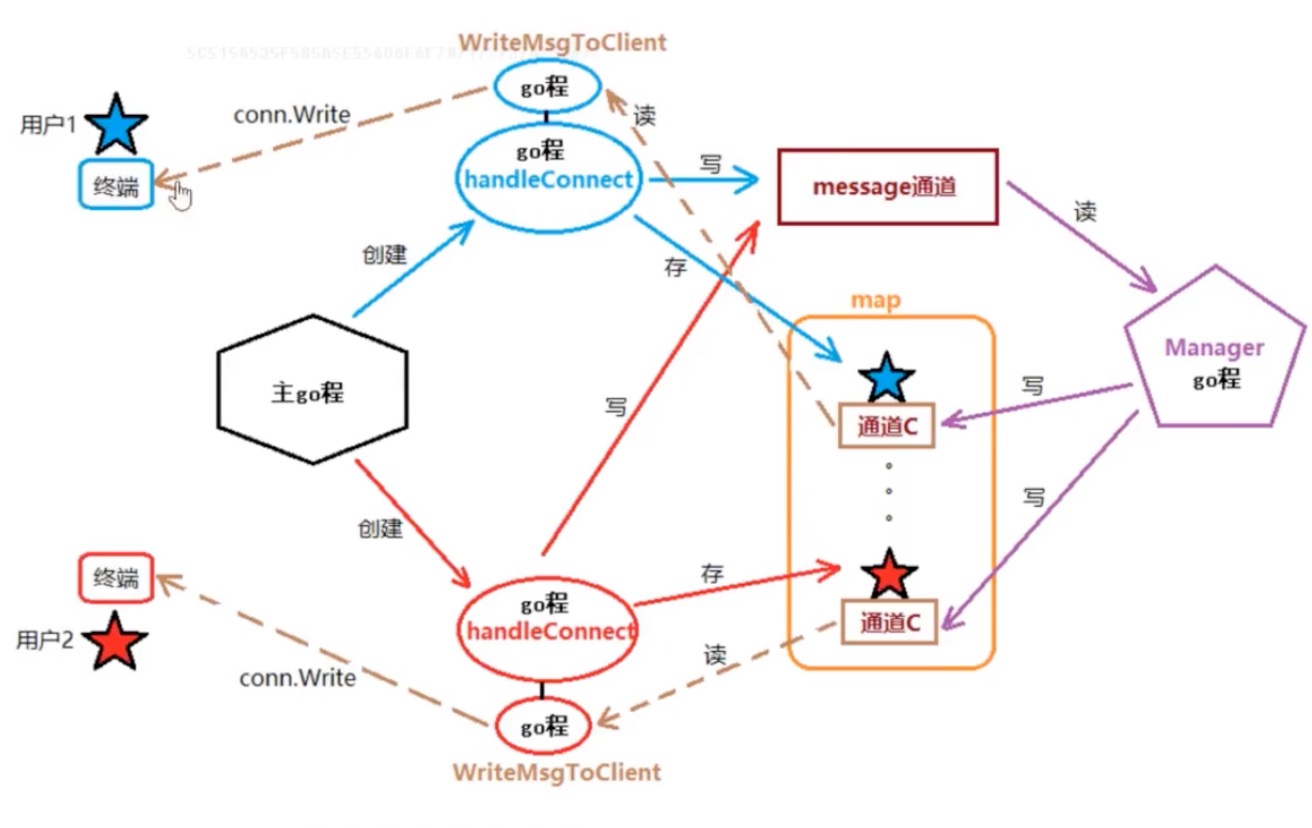 WriteMsgToClient
go程
用户1
conn.Write
读
终端
go程
handleConnect
写
message通道
读
创建
存
map
主go程
Manager
go程
写
通道C
写
写
创建
终端
用户2
go程
handleConnect
存
通道C
读
conn.Write
go程
WriteMsgToClient